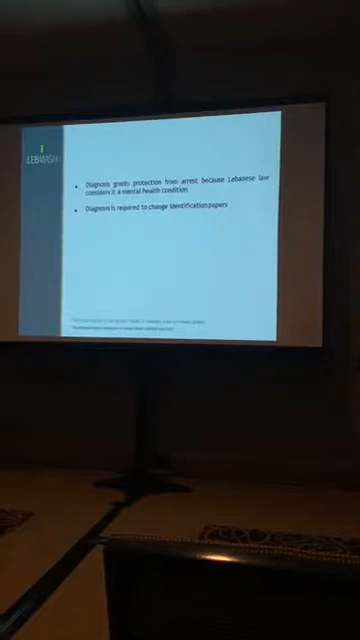 LEBMASH
Diagnosis grants protection from arrest because Lebanese law
considers it a mental health condition
Diagnosis is required to change identification papers